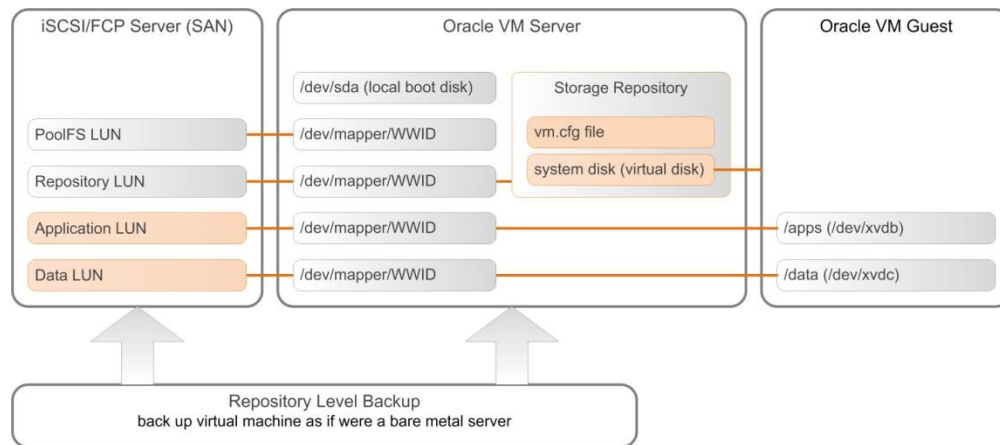 iSCSI/FCP Server (SAN)
PoolFS LUN
Repository LUN
Application LUN
Data LUN
Oracle VM Server
/dev/sda (local boot disk)
/dev/mapper/WWID
/dev/mapper/WWID
/dev/mapper/WWID
/dev/mapper/WWID
Storage Repository
vm.cfg file
system disk (virtual disk)
Oracle VM Guest
/apps (/dev/xvdb)
/data (/dev/xvdc)
Repository Level Backup
back up virtual machine as if were a bare metal server